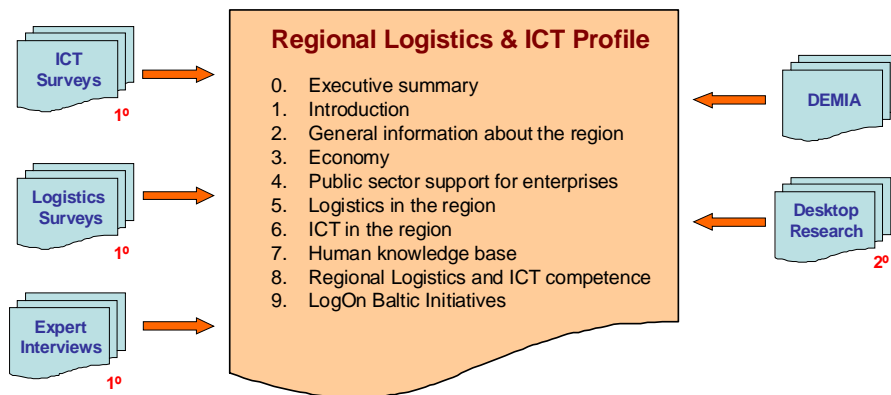 ICT
Surveys
1º
Logistics
Surveys
1º
Expert
Interviews
1º
Regional Logistics & ICT Profile
0. Executive summary
1. Introduction
2. General information about the region
3. Economy
4. Public sector support for enterprises
5. Logistics in the region
6. ICT in the region
7. Human knowledge base
8. Regional Logistics and ICT competence
9. LogOn Baltic Initiatives
DEMIA
Desktop
Research
2º